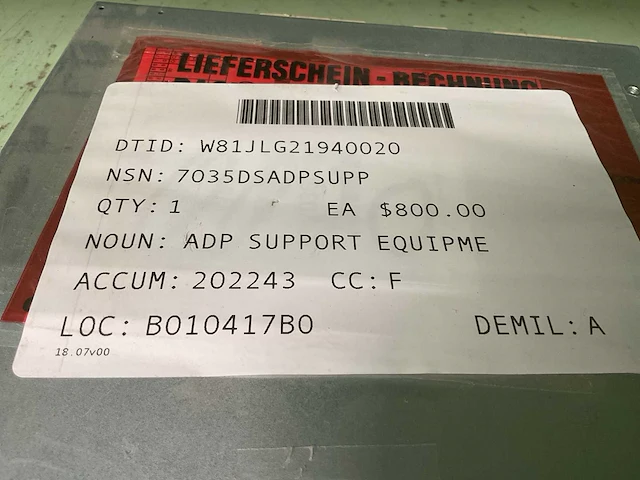 LIEFERSCHEIN - RECHNUNG
DTID: W81JLG21940020
NSN: 7035DSADPSUPP
QTY: 1 EA $800.00
NOUN: ADP SUPPORT EQUIPME
ACCUM: 202243 CC: F
LOC: B010417B0 DEMIL: A
18.07v00